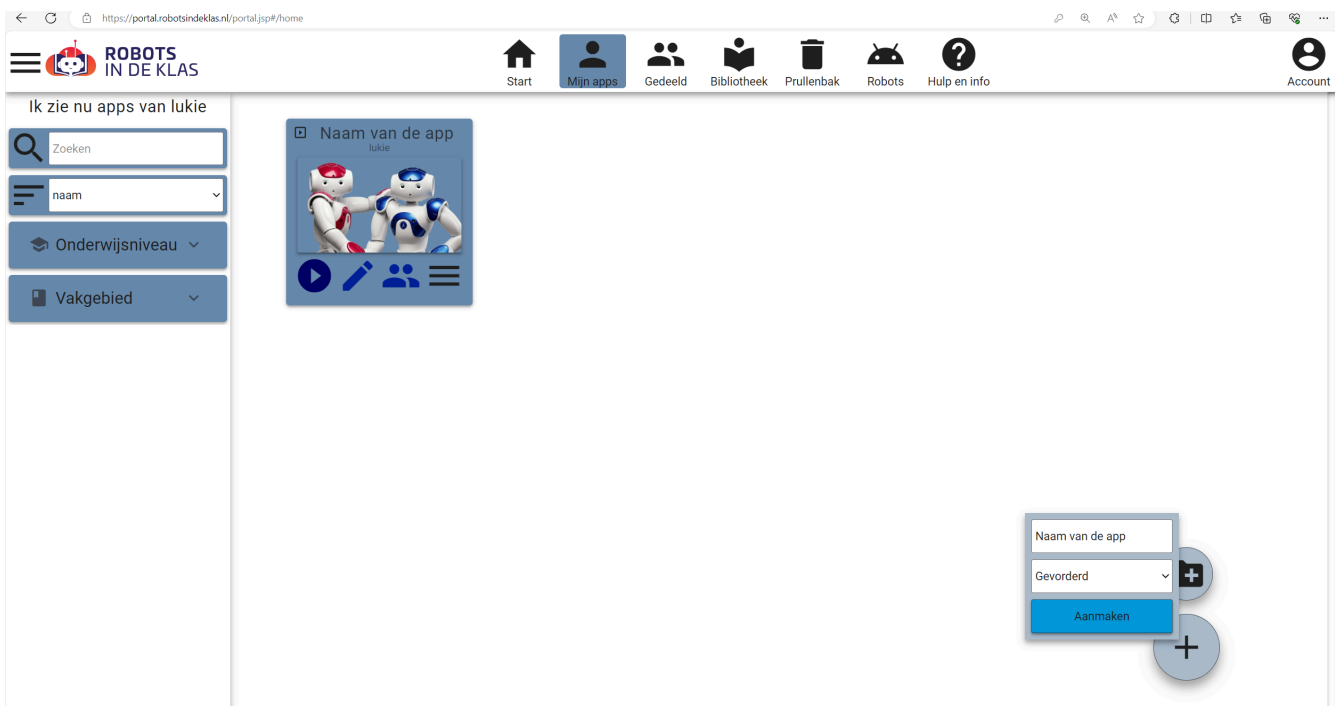 https://portal.robotsindeklas.nl/portal.jsp#/home
ROBOTS
IN DE KLAS
Start
Mijn apps
Gedeeld
Bibliotheek
Prullenbak
Robots
Hulp en info
Account
Ik zie nu apps van lukie
Zoeken
naam
Onderwijsniveau
Vakgebied
Naam van de app
lukie
Naam van de app
Gevorderd
Aanmaken